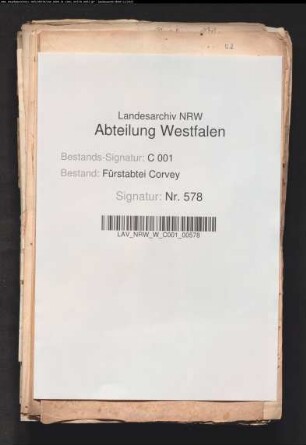 Landesarchiv NRW
Abteilung Westfalen
Bestands-Signatur: C 001
Bestand: Fürstabtei Corvey
Signatur: Nr. 578
LAV_NRW_W_C001_00578